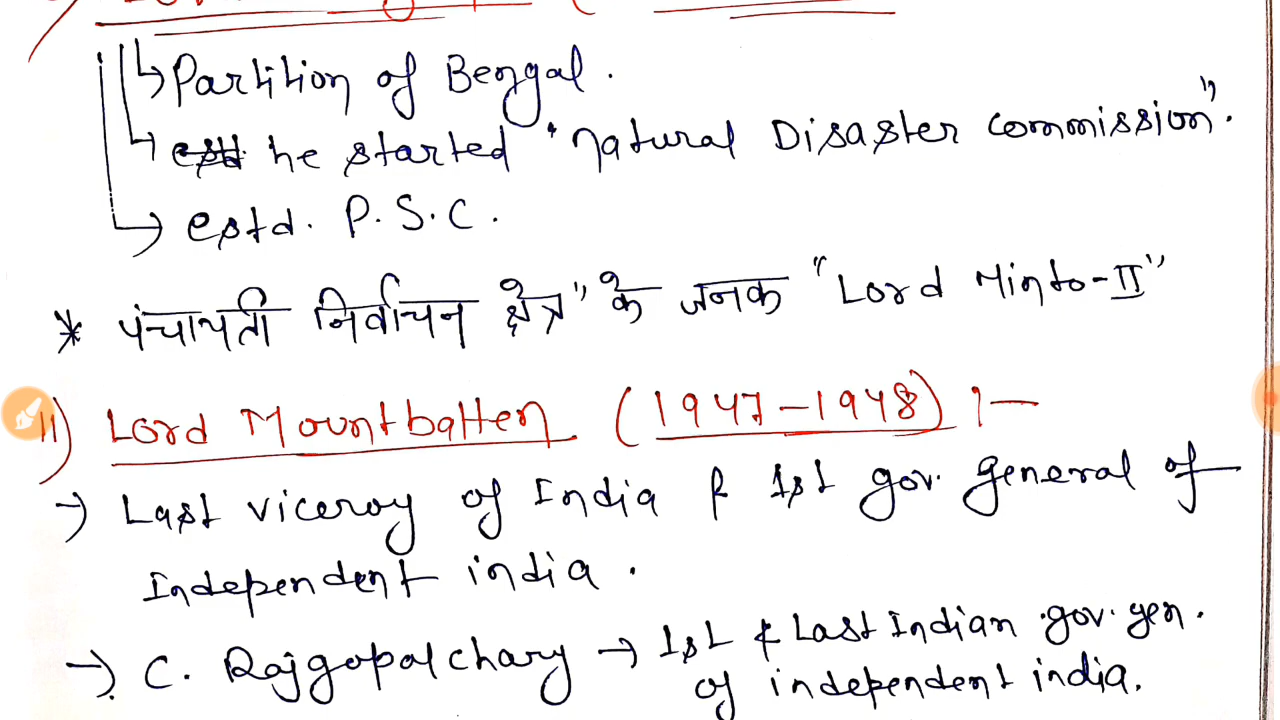 Partition of Bengal.
he started "Natural Disaster Commission".
estd. P.S.C.
* पंचायती निर्वाचन क्षेत्र" के जनक "Lord Minto-II"
11) Lord Mountbatten (1947-1948) :-
→ Last viceroy of India & 1st gov. general of
Independent india.
→ C. Rajgopalchary → 1st & Last Indian gov. gen.
of independent india.